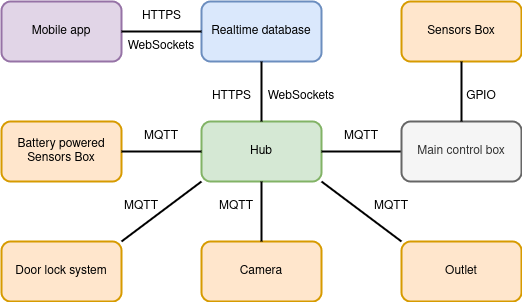 Mobile app
HTTPS
WebSockets
Realtime database
Sensors Box
HTTPS
WebSockets
GPIO
Battery powered
Sensors Box
MQTT
Hub
MQTT
Main control box
MQTT
MQTT
MQTT
Door lock system
Camera
Outlet